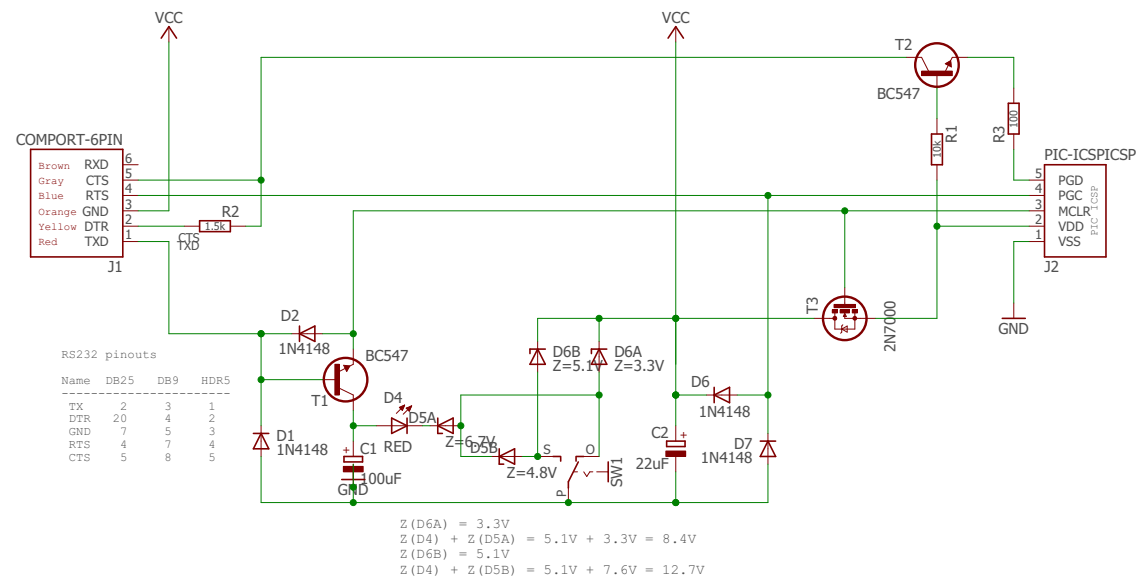 VCC
VCC
T2
BC547
R1
10k
R3
100
COMPORT-6PIN
Brown RXD 6
Gray CTS 5
Blue RTS 4
Orange GND 3
Yellow DTR 2
Red TXD 1
J1
R2
1.5k
CTS
TXD
PIC-ICSPICSP
5 PGD
4 PGC
3 MCLR
2 VDD
1 VSS
PIC ICSP
J2
GND
T3
2N7000
D2
1N4148
BC547
T1
D1
1N4148
D4
RED
D5A
Z=6.7V
D5B
Z=4.8V
D6B
Z=5.1V
D6A
Z=3.3V
D6
1N4148
D7
1N4148
C1
100uF
GND
C2
22uF
S
O
P
SW1
+
+
RS232 pinouts
Name DB25 DB9 HDR5
TX 2 3 1
DTR 20 4 2
GND 7 5 3
RTS 4 7 4
CTS 5 8 5
Z(D6A) = 3.3V
Z(D4) + Z(D5A) = 5.1V + 3.3V = 8.4V
Z(D6B) = 5.1V
Z(D4) + Z(D5B) = 5.1V + 7.6V = 12.7V